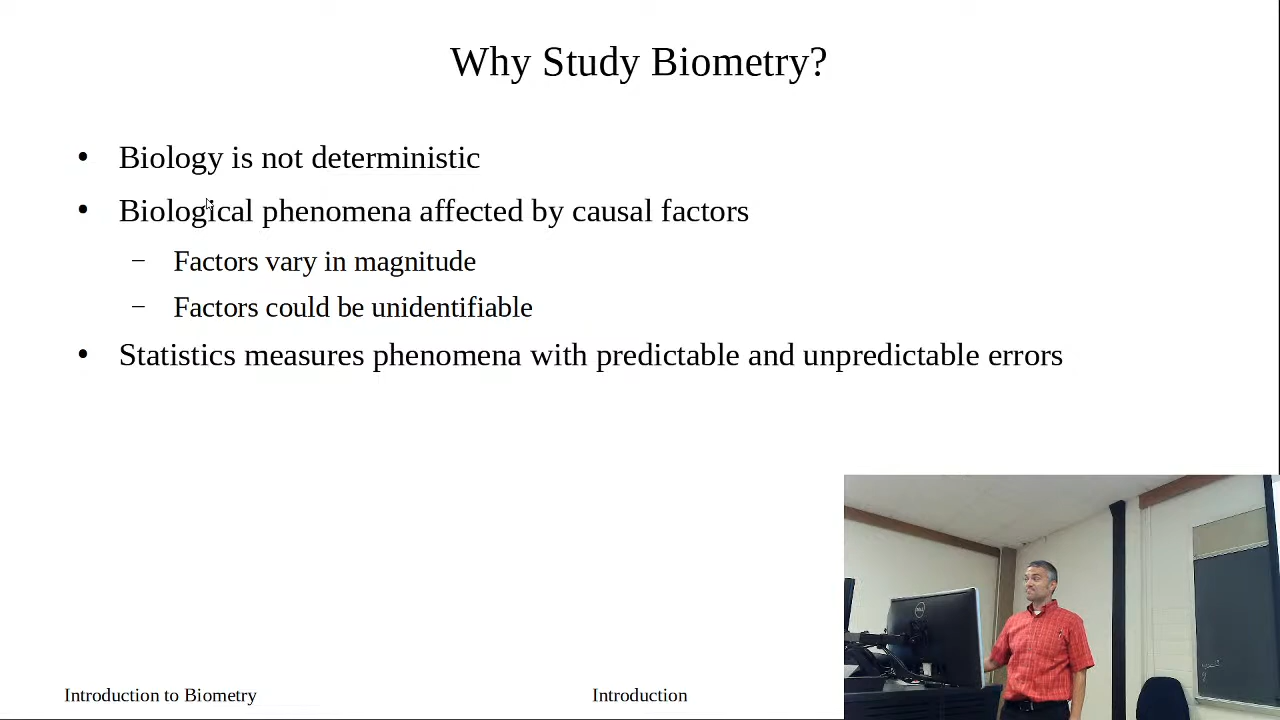 Why Study Biometry?
• Biology is not deterministic
• Biological phenomena affected by causal factors
– Factors vary in magnitude
– Factors could be unidentifiable
• Statistics measures phenomena with predictable and unpredictable errors
DELL
Introduction to Biometry
Introduction